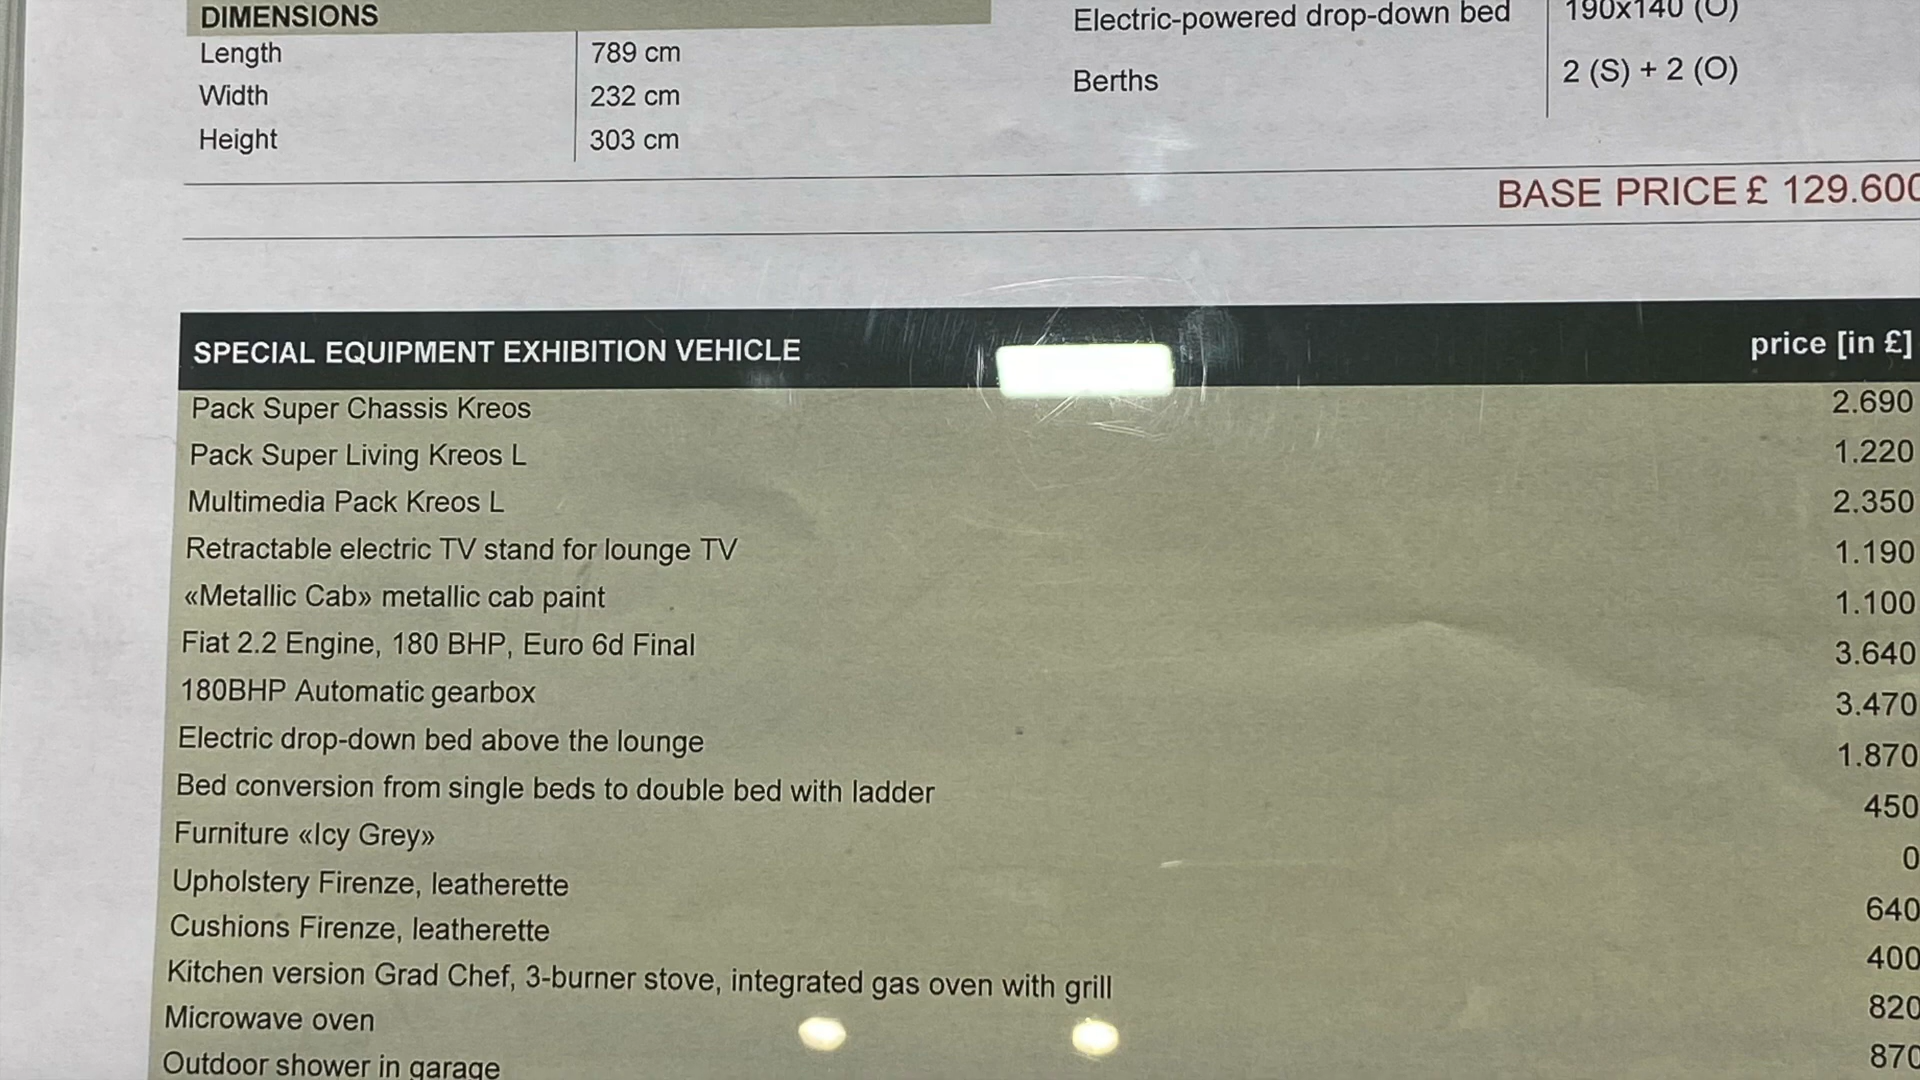 DIMENSIONS
Length 789 cm
Width 232 cm
Height 303 cm
Electric-powered drop-down bed 190x140 (O)
Berths 2 (S) + 2 (O)
BASE PRICE £ 129.600
SPECIAL EQUIPMENT EXHIBITION VEHICLE price [in £]
Pack Super Chassis Kreos 2.690
Pack Super Living Kreos L 1.220
Multimedia Pack Kreos L 2.350
Retractable electric TV stand for lounge TV 1.190
«Metallic Cab» metallic cab paint 1.100
Fiat 2.2 Engine, 180 BHP, Euro 6d Final 3.640
180BHP Automatic gearbox 3.470
Electric drop-down bed above the lounge 1.870
Bed conversion from single beds to double bed with ladder 450
Furniture «Icy Grey» 0
Upholstery Firenze, leatherette 640
Cushions Firenze, leatherette 400
Kitchen version Grad Chef, 3-burner stove, integrated gas oven with grill 820
Microwave oven 870
Outdoor shower in garage